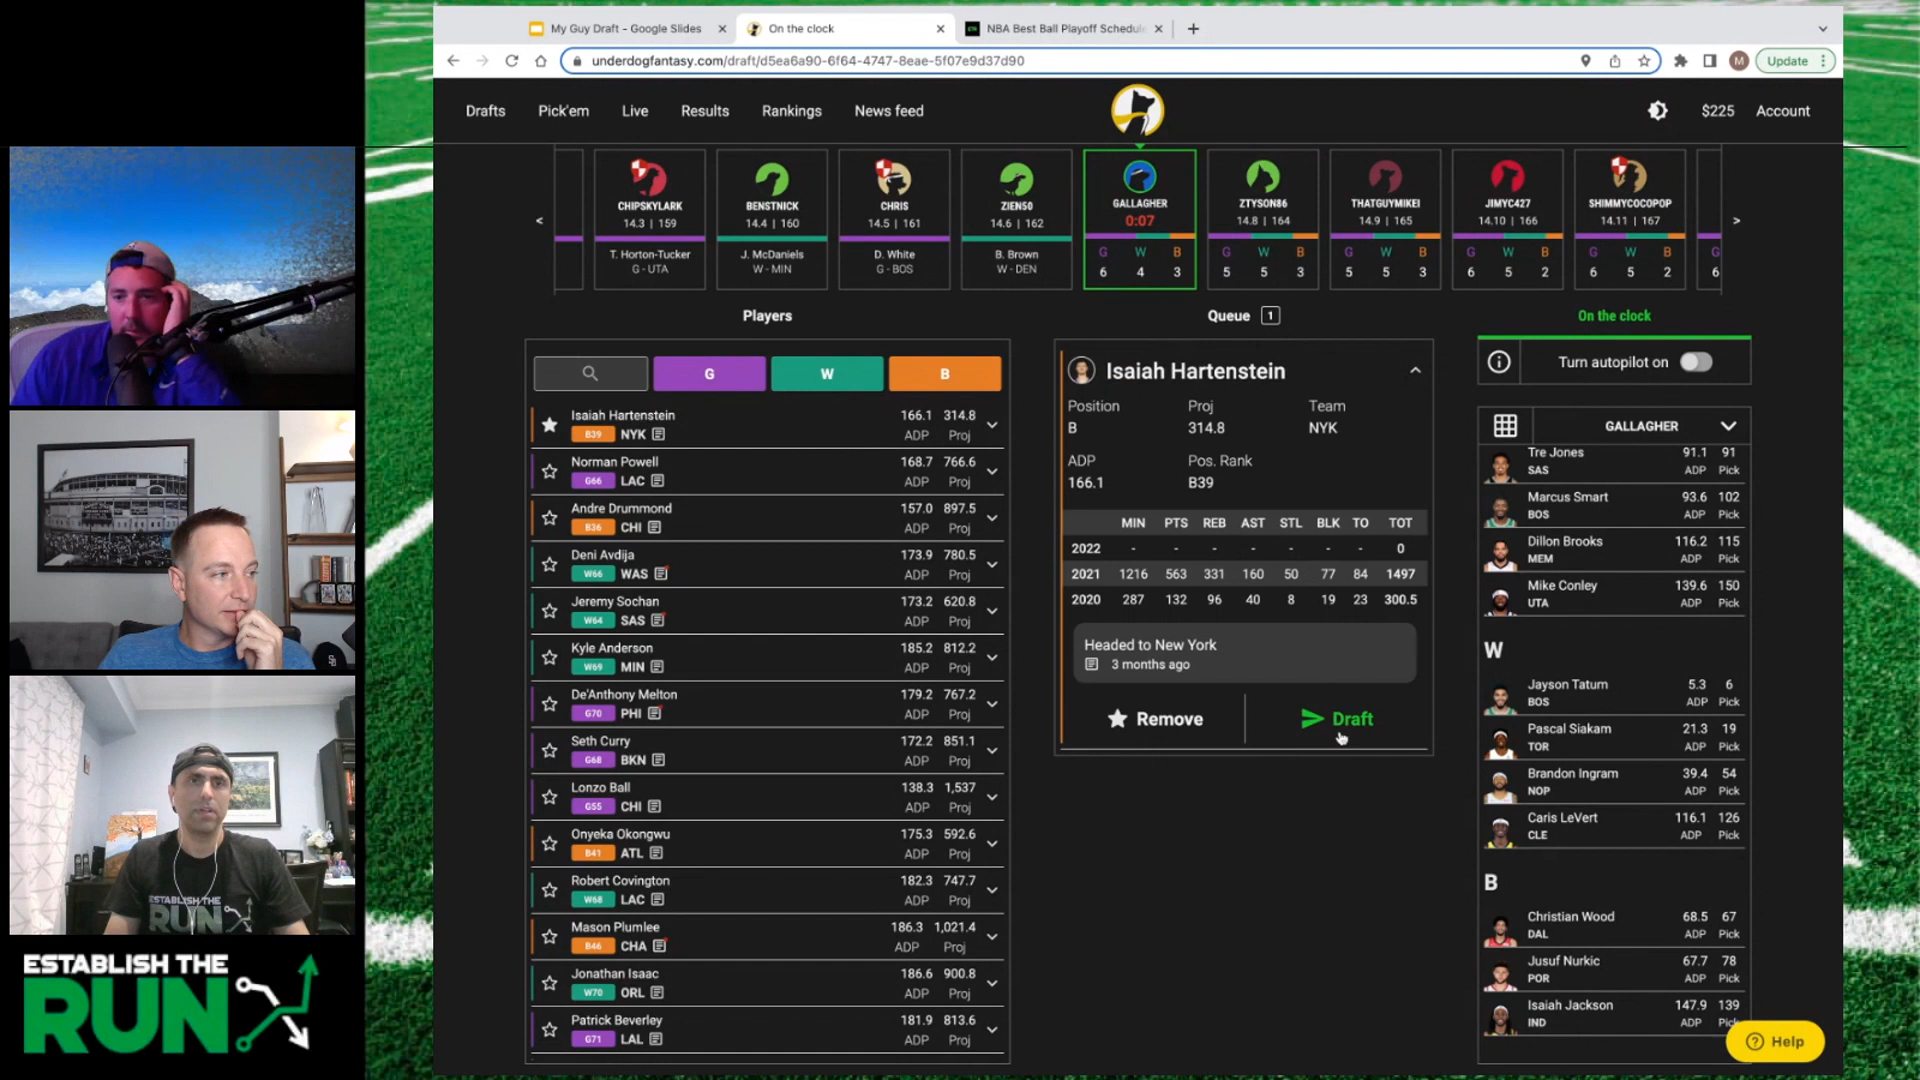 My Guy Draft - Google Slides
On the clock
NBA Best Ball Playoff Schedul
underdogfantasy.com/draft/d5ea6a90-6f64-4747-8eae-5f07e9d37d90
M
Update
Drafts Pick'em Live Results Rankings News feed
$225 Account
CHIPSKYLARK
14.3 | 159
T. Horton-Tucker
G - UTA
BENSTNICK
14.4 | 160
J. McDaniels
W - MIN
CHRIS
14.5 | 161
D. White
G - BOS
ZIEN50
14.6 | 162
B. Brown
W - DEN
GALLAGHER
0:07
G W B
6 4 3
ZTYSON86
14.8 | 164
G W B
5 5 3
THATGUYMIKEI
14.9 | 165
G W B
5 5 3
JIMYC427
14.10 | 166
G W B
6 5 2
SHIMMYCOCOPOP
14.11 | 167
G W B
6 5 2
G
6
Players
G W B
Isaiah Hartenstein 166.1 314.8
B39 NYK ADP Proj
Norman Powell 168.7 766.6
G66 LAC ADP Proj
Andre Drummond 157.0 897.5
B36 CHI ADP Proj
Deni Avdija 173.9 780.5
W66 WAS ADP Proj
Jeremy Sochan 173.2 620.8
W64 SAS ADP Proj
Kyle Anderson 185.2 812.2
W69 MIN ADP Proj
De'Anthony Melton 179.2 767.2
G70 PHI ADP Proj
Seth Curry 172.2 851.1
G68 BKN ADP Proj
Lonzo Ball 138.3 1,537
G55 CHI ADP Proj
Onyeka Okongwu 175.3 592.6
B41 ATL ADP Proj
Robert Covington 182.3 747.7
W68 LAC ADP Proj
Mason Plumlee 186.3 1,021.4
B46 CHA ADP Proj
Jonathan Isaac 186.6 900.8
W70 ORL ADP Proj
Patrick Beverley 181.9 813.6
G71 LAL ADP Proj
Queue 1
Isaiah Hartenstein
Position Proj Team
B 314.8 NYK
ADP Pos. Rank
166.1 B39
MIN PTS REB AST STL BLK TO TOT
2022 - - - - - - - 0
2021 1216 563 331 160 50 77 84 1497
2020 287 132 96 40 8 19 23 300.5
Headed to New York
3 months ago
Remove Draft
On the clock
Turn autopilot on
GALLAGHER
Tre Jones 91.1 91
SAS ADP Pick
Marcus Smart 93.6 102
BOS ADP Pick
Dillon Brooks 116.2 115
MEM ADP Pick
Mike Conley 139.6 150
UTA ADP Pick
W
Jayson Tatum 5.3 6
BOS ADP Pick
Pascal Siakam 21.3 19
TOR ADP Pick
Brandon Ingram 39.4 54
NOP ADP Pick
Caris LeVert 116.1 126
CLE ADP Pick
B
Christian Wood 68.5 67
DAL ADP Pick
Jusuf Nurkic 67.7 78
POR ADP Pick
Isaiah Jackson 147.9 139
IND ADP Pick
Help
ESTABLISH THE
RUN
ESTABLISH THE
RUN